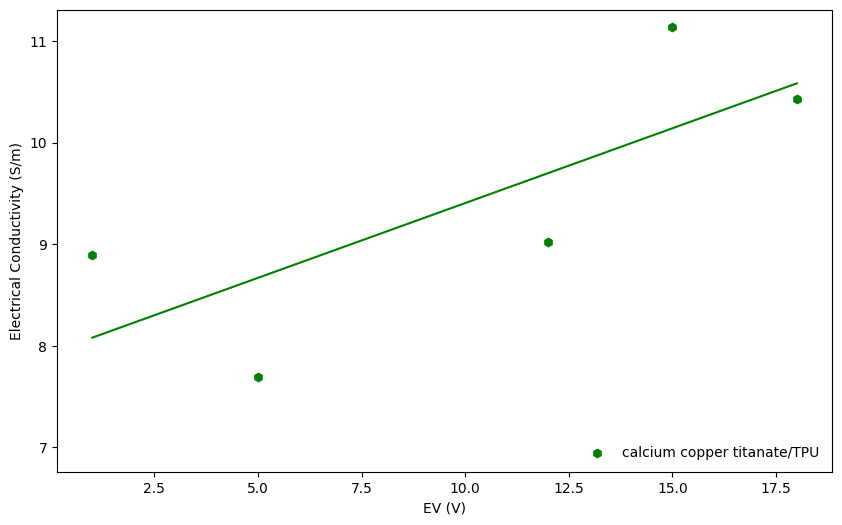 11
10
9
8
7
Electrical Conductivity (S/m)
calcium copper titanate/TPU
2.5 5.0 7.5 10.0 12.5 15.0 17.5
EV (V)